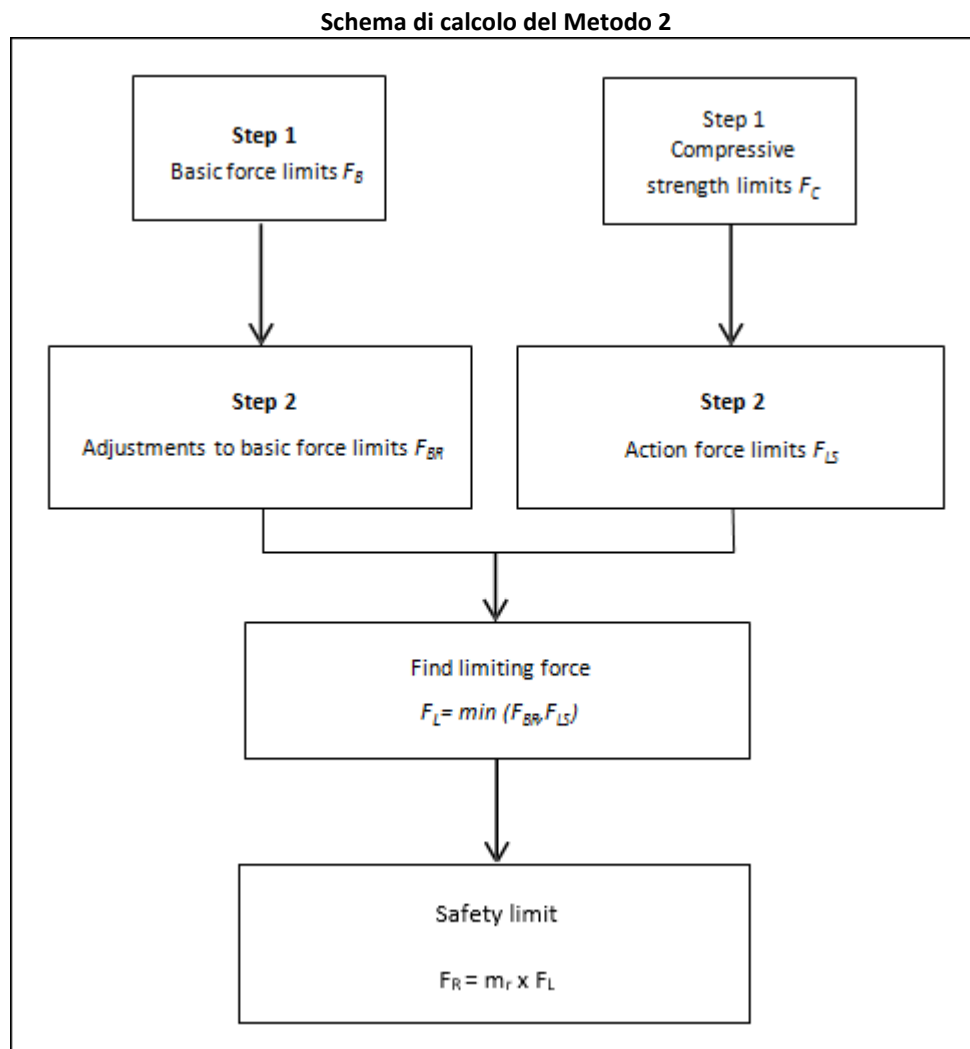 Schema di calcolo del Metodo 2
Step 1
Basic force limits F_B
Step 1
Compressive
strength limits F_C
Step 2
Adjustments to basic force limits F_BR
Step 2
Action force limits F_LS
Find limiting force
F_L= min (F_BR,F_LS)
Safety limit
F_R = m_r x F_L